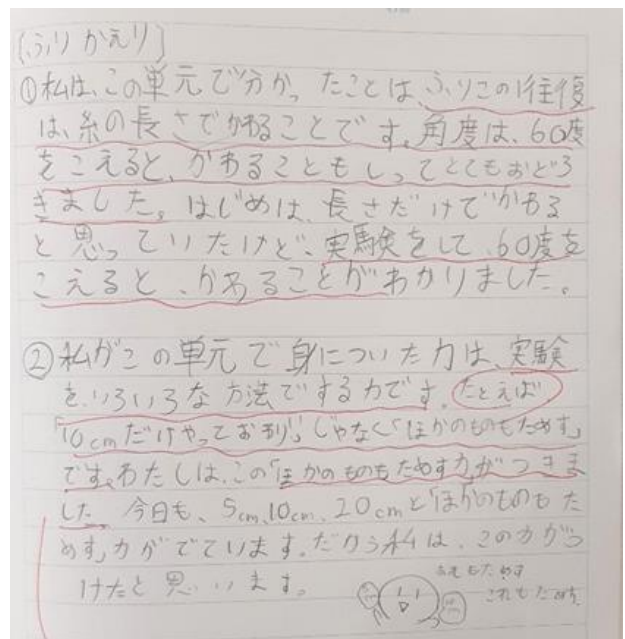 [ふりかえり]
①私は、この単元で分かったことは、ふりこの1往復
は、糸の長さでかわることです。角度は、60度
をこえると、かわることもしってとてもおどろ
きました。はじめは、長さだけでかわる
と思っていたけど、実験をして、60度を
こえると、かわることがわかりました。
②私がこの単元で身についた力は、実験
を、いろいろな方法でする力です。たとえば、
「10cmだけやっておわり」じゃなく「ほかのものもためす」
です。わたしは、この「ほかのものもためす力」がつきま
した。今日も、5cm、10cm、20cmと「ほかのものもた
めす」力がでています。だから私は、この力がつ
けたと思います。
あれもためす
これもためす